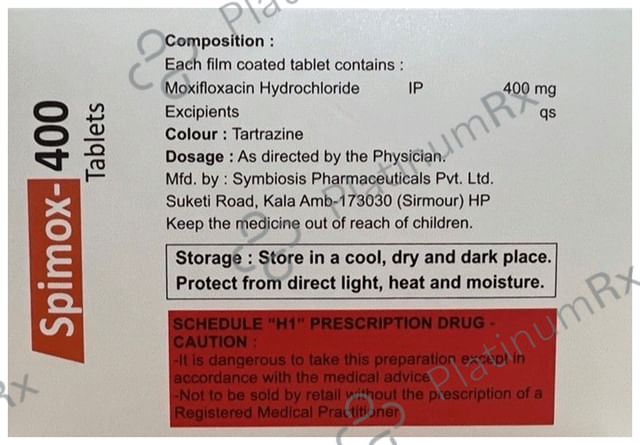 Composition :
Each film coated tablet contains :
Moxifloxacin Hydrochloride IP 400 mg
Excipients qs
Colour : Tartrazine
Dosage : As directed by the Physician.
Mfd. by : Symbiosis Pharmaceuticals Pvt. Ltd.
Suketi Road, Kala Amb-173030 (Sirmour) HP
Keep the medicine out of reach of children.
Storage : Store in a cool, dry and dark place.
Protect from direct light, heat and moisture.
SCHEDULE "H1" PRESCRIPTION DRUG -
CAUTION :
-It is dangerous to take this preparation except in
accordance with the medical advice
-Not to be sold by retail without the prescription of a
Registered Medical Practitioner
Spimox- 400
Tablets
PlatinumRx
PlatinumRx
PlatinumRx
Rx